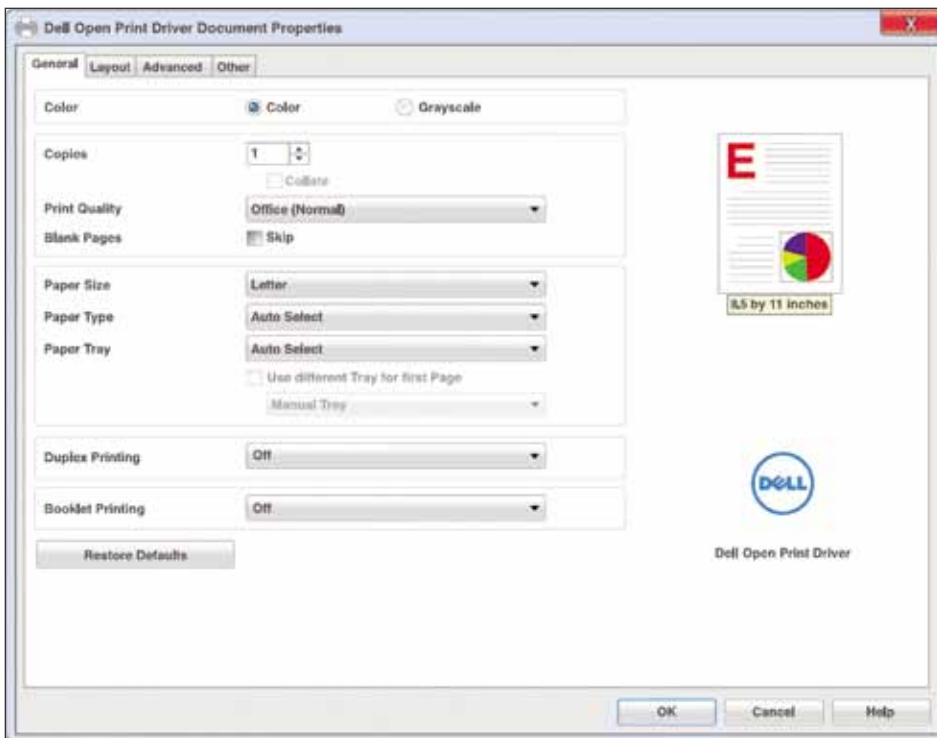 Dell Open Print Driver Document Properties
X
General Layout Advanced Other
Color Color Grayscale
Copies 1
Collate
Print Quality Office (Normal)
Blank Pages Skip
Paper Size Letter
Paper Type Auto Select
Paper Tray Auto Select
Use different Tray for first Page
Manual Tray
Duplex Printing Off
Booklet Printing Off
Restore Defaults
E
8.5 by 11 inches
DELL
Dell Open Print Driver
OK Cancel Help